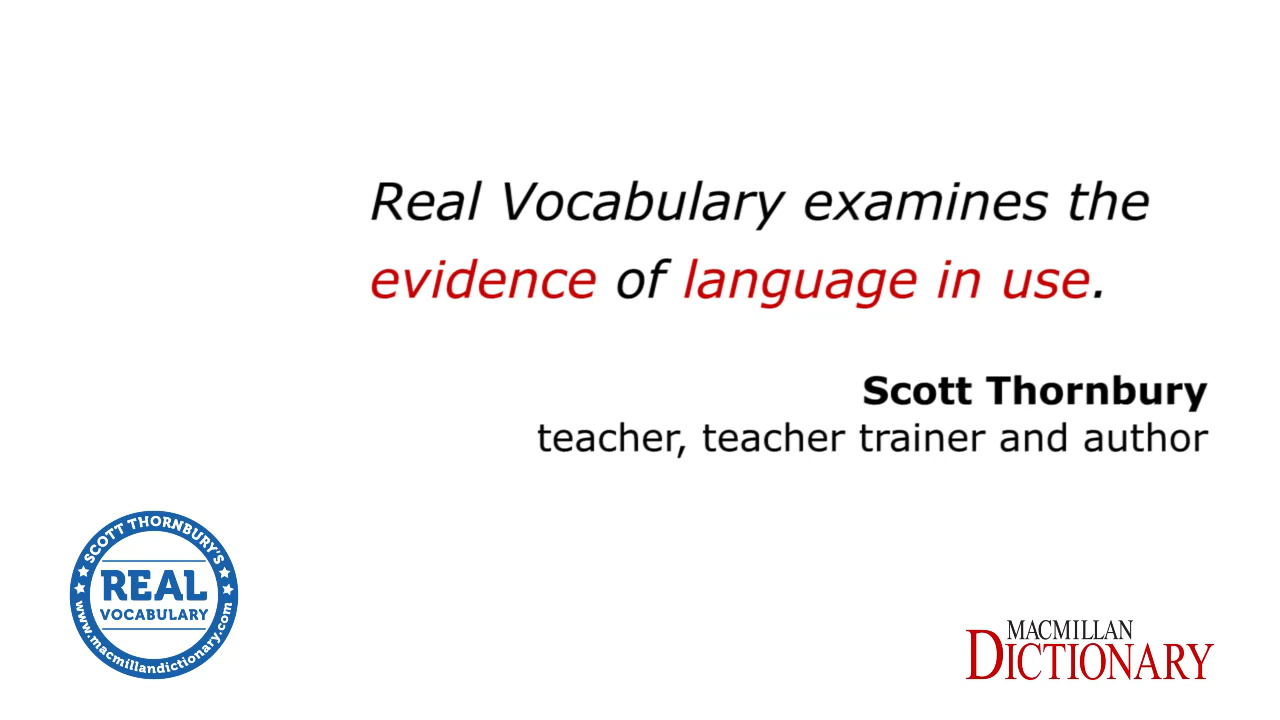 Real Vocabulary examines the
evidence of language in use.
Scott Thornbury
teacher, teacher trainer and author
SCOTT THORNBURY'S
REAL
VOCABULARY
www.macmillandictionary.com
MACMILLAN
DICTIONARY